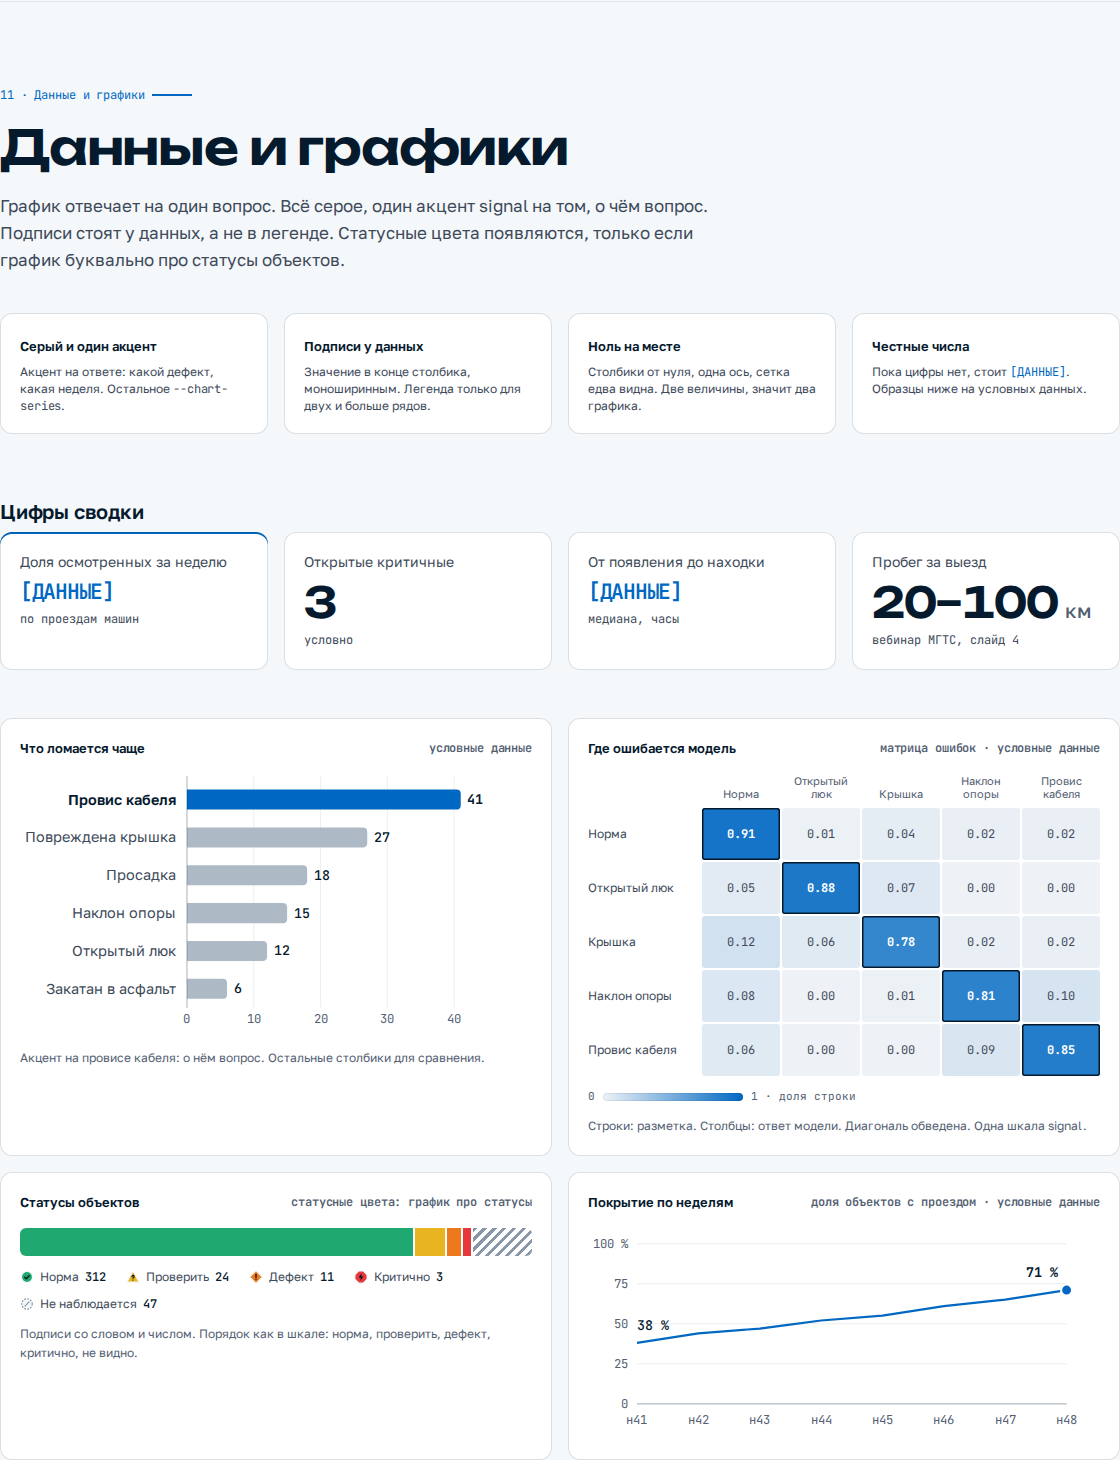 11 · Данные и графики
Данные и графики
График отвечает на один вопрос. Всё серое, один акцент signal на том, о чём вопрос.
Подписи стоят у данных, а не в легенде. Статусные цвета появляются, только если
график буквально про статусы объектов.
Серый и один акцент
Акцент на ответе: какой дефект,
какая неделя. Остальное --chart-
series.
Подписи у данных
Значение в конце столбика,
моноширинным. Легенда только для
двух и больше рядов.
Ноль на месте
Столбики от нуля, одна ось, сетка
едва видна. Две величины, значит два
графика.
Честные числа
Пока цифры нет, стоит [ДАННЫЕ].
Образцы ниже на условных данных.
Цифры сводки
Доля осмотренных за неделю
[ДАННЫЕ]
по проездам машин
Открытые критичные
3
условно
От появления до находки
[ДАННЫЕ]
медиана, часы
Пробег за выезд
20–100 км
вебинар МГТС, слайд 4
Что ломается чаще
условные данные
Провис кабеля 41
Повреждена крышка 27
Просадка 18
Наклон опоры 15
Открытый люк 12
Закатан в асфальт 6
0 10 20 30 40
Акцент на провисе кабеля: о нём вопрос. Остальные столбики для сравнения.
Где ошибается модель
матрица ошибок · условные данные
Норма Открытый люк Крышка Наклон опоры Провис кабеля
Норма 0.91 0.01 0.04 0.02 0.02
Открытый люк 0.05 0.88 0.07 0.00 0.00
Крышка 0.12 0.06 0.78 0.02 0.02
Наклон опоры 0.08 0.00 0.01 0.81 0.10
Провис кабеля 0.06 0.00 0.00 0.09 0.85
0 1 · доля строки
Строки: разметка. Столбцы: ответ модели. Диагональ обведена. Одна шкала signal.
Статусы объектов
статусные цвета: график про статусы
Норма 312 Проверить 24 Дефект 11 Критично 3
Не наблюдается 47
Подписи со словом и числом. Порядок как в шкале: норма, проверить, дефект,
критично, не видно.
Покрытие по неделям
доля объектов с проездом · условные данные
100 %
75
71 %
50
38 %
25
0
н41 н42 н43 н44 н45 н46 н47 н48